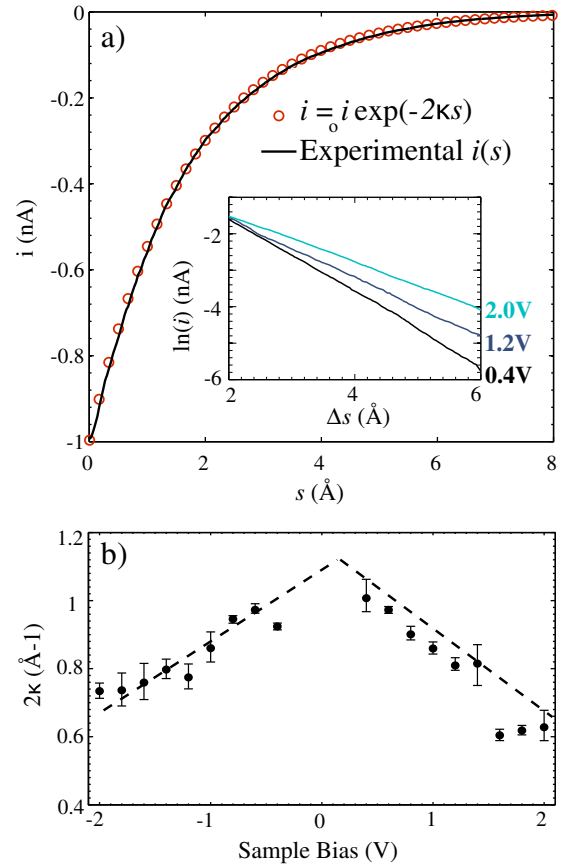 a)
0
-0.2
-0.4
-0.6
-0.8
-1
i (nA)
i = ₒ i exp(-2κs)
Experimental i(s)
-2
-4
-6
ln(i) (nA)
2.0V
1.2V
0.4V
2 4 6
Δs (Å)
0 2 4 6 8
s (Å)
b)
1.2
1
0.8
0.6
0.4
2κ (Å-1)
-2 -1 0 1 2
Sample Bias (V)